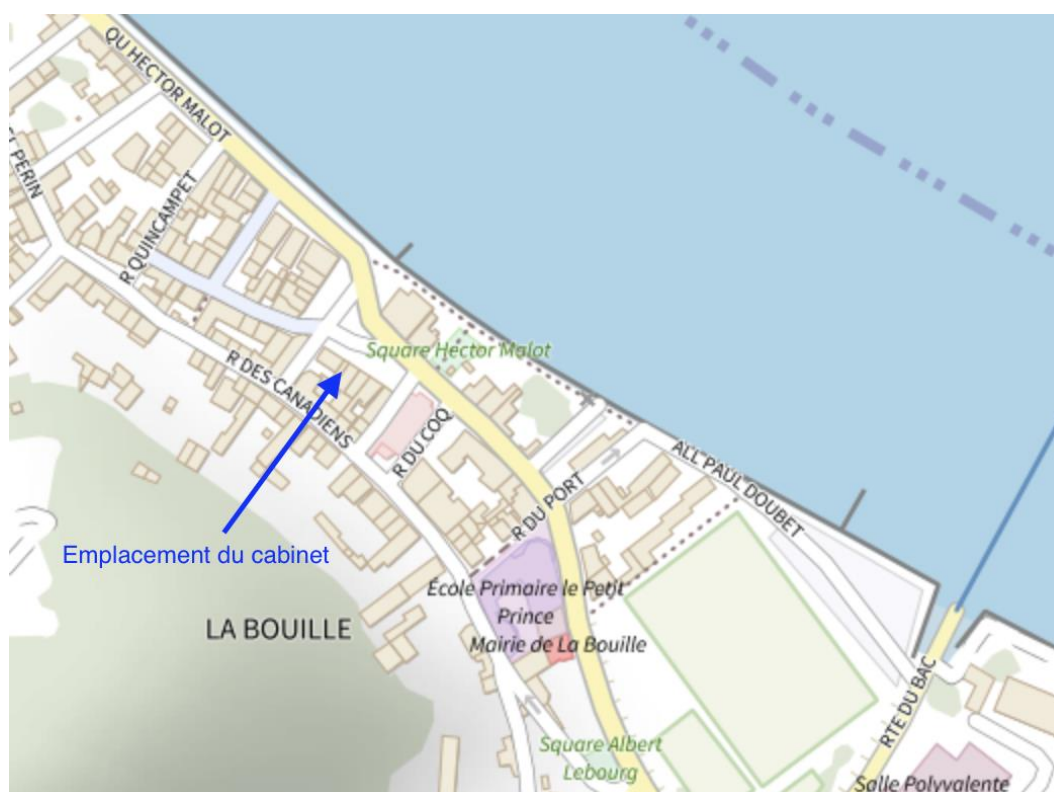 QU HECTOR MALOT
PERIN
R QUINCAMPET
Square Hector Malot
R DES CANADIENS
R DU COQ
ALL PAUL DOUBET
R DU PORT
Emplacement du cabinet
École Primaire le Petit
Prince
Mairie de La Bouille
LA BOUILLE
RTE DU BAC
Square Albert
Lebourg
Salle Polyvalente